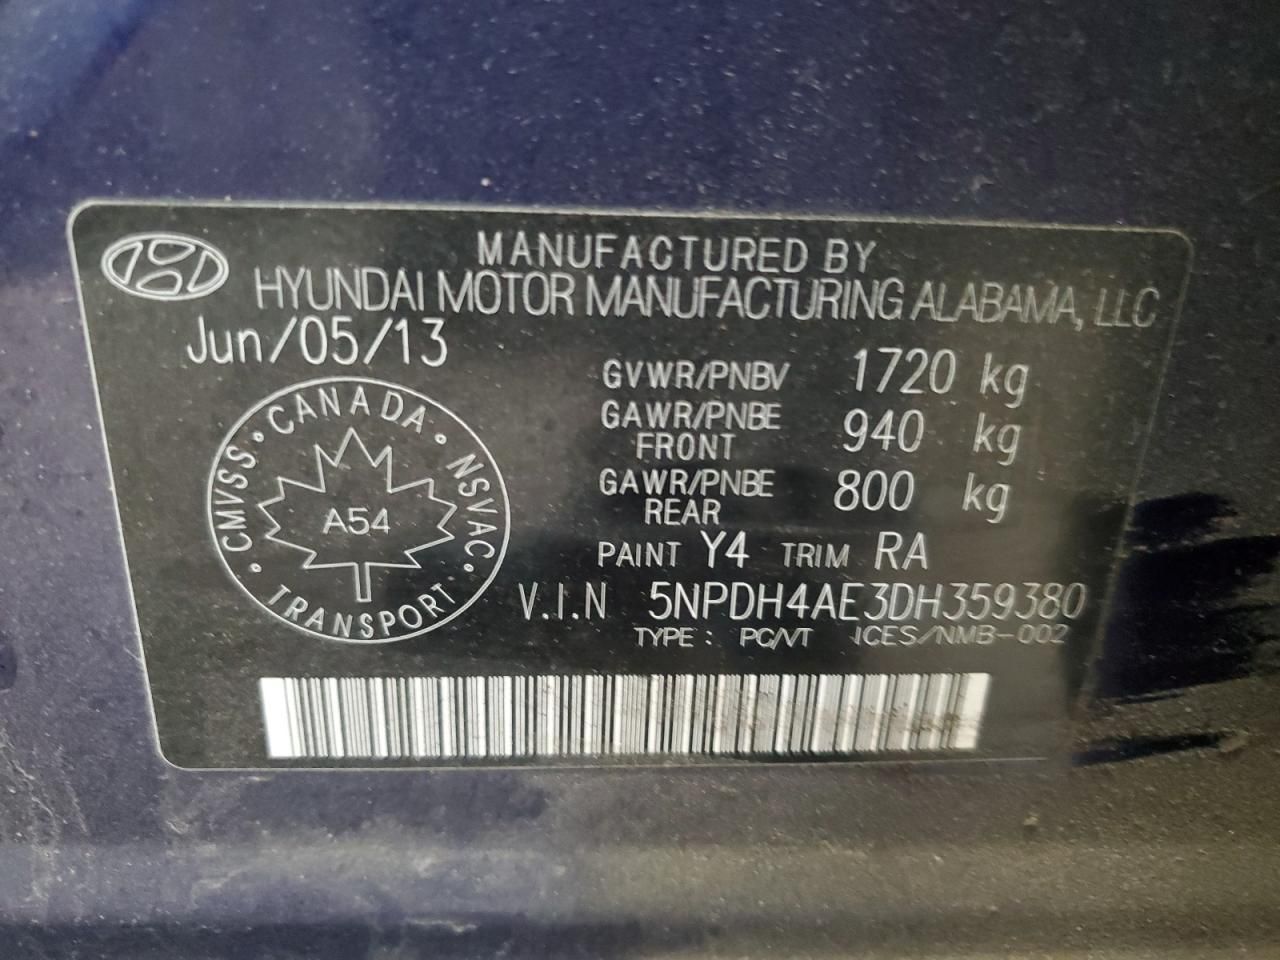 MANUFACTURED BY
HYUNDAI MOTOR MANUFACTURING ALABAMA, LLC
Jun/05/13
GVWR/PNBV 1720 kg
GAWR/PNBE FRONT 940 kg
GAWR/PNBE REAR 800 kg
PAINT Y4 TRIM RA
V.I.N 5NPDH4AE3DH359380
TYPE: PC/VT ICES/NMB-002
CANADA · NSVAC · TRANSPORT · CMVSS ·
A54